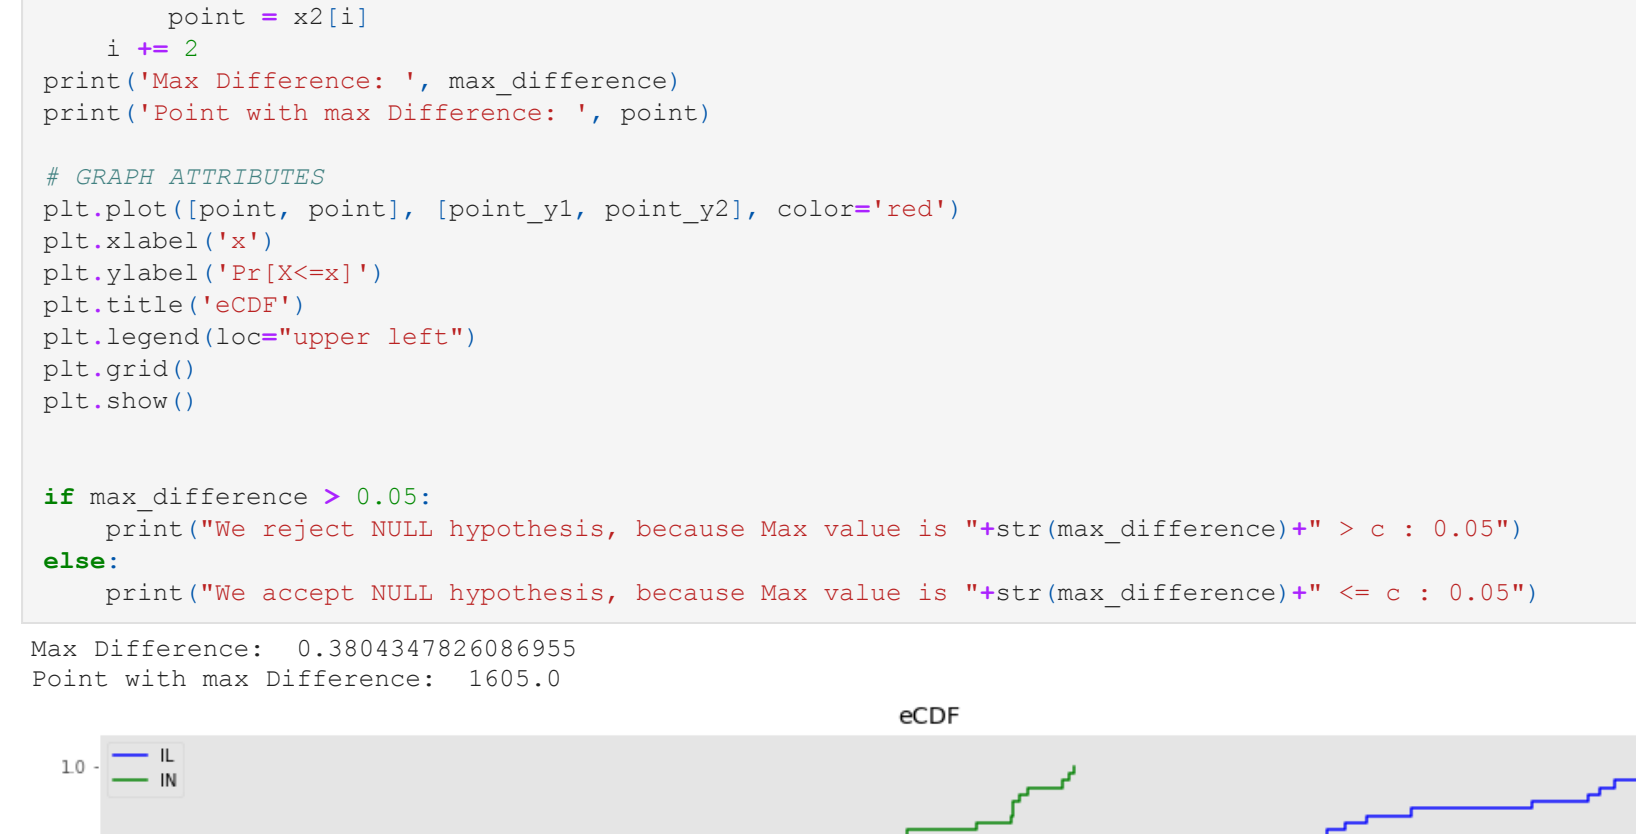 point = x2[i]
i += 2
print('Max Difference: ', max_difference)
print('Point with max Difference: ', point)
# GRAPH ATTRIBUTES
plt.plot([point, point], [point_y1, point_y2], color='red')
plt.xlabel('x')
plt.ylabel('Pr[X<=x]')
plt.title('eCDF')
plt.legend(loc="upper left")
plt.grid()
plt.show()
if max_difference > 0.05:
print("We reject NULL hypothesis, because Max value is "+str(max_difference)+" > c : 0.05")
else:
print("We accept NULL hypothesis, because Max value is "+str(max_difference)+" <= c : 0.05")
Max Difference:  0.3804347826086955
Point with max Difference:  1605.0
eCDF
1.0
IL
IN